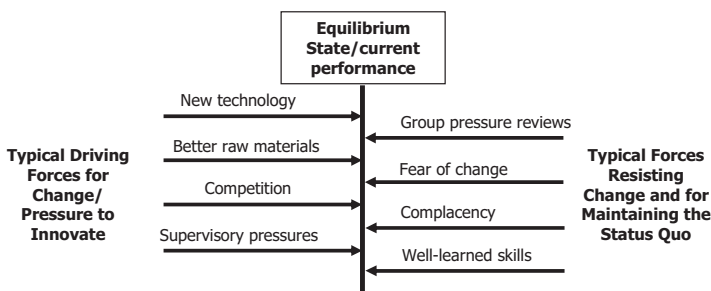 Equilibrium
State/current
performance
New technology
Better raw materials
Competition
Supervisory pressures
Typical Driving
Forces for
Change/
Pressure to
Innovate
Group pressure reviews
Fear of change
Complacency
Well-learned skills
Typical Forces
Resisting
Change and for
Maintaining the
Status Quo